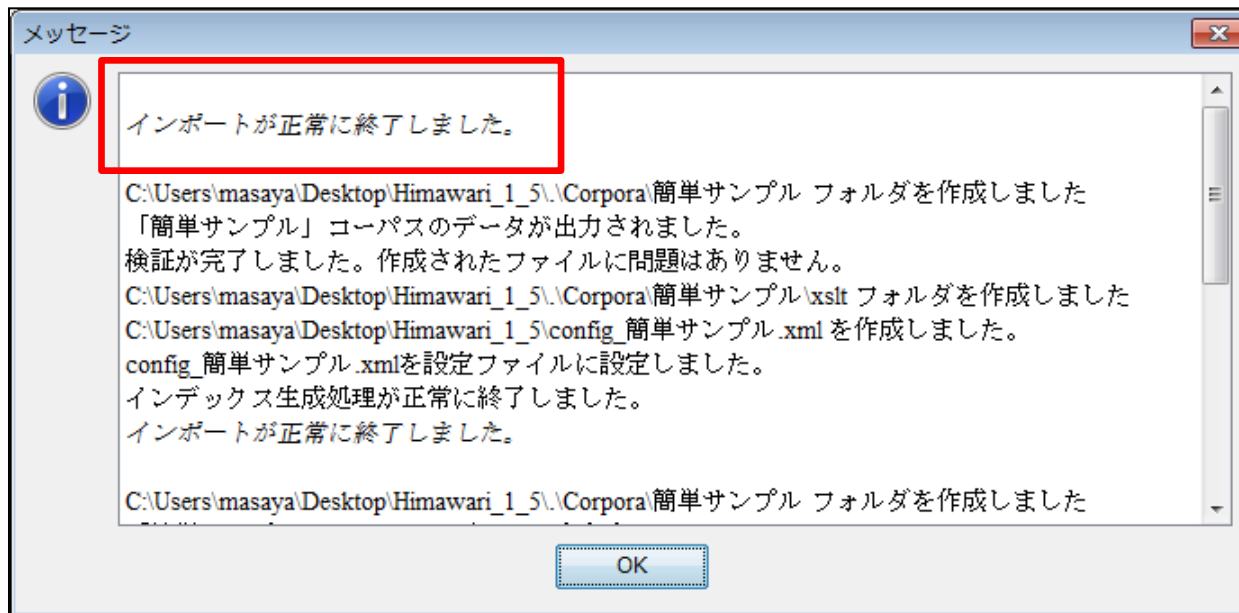 メッセージ
インポートが正常に終了しました。
C:\Users\masaya\Desktop\Himawari_1_5\.\Corpora\簡単サンプル フォルダを作成しました
「簡単サンプル」コーパスのデータが出力されました。
検証が完了しました。作成されたファイルに問題はありません。
C:\Users\masaya\Desktop\Himawari_1_5\.\Corpora\簡単サンプル\xslt フォルダを作成しました
C:\Users\masaya\Desktop\Himawari_1_5\config_簡単サンプル.xml を作成しました。
config_簡単サンプル.xmlを設定ファイルに設定しました。
インデックス生成処理が正常に終了しました。
インポートが正常に終了しました。
C:\Users\masaya\Desktop\Himawari_1_5\.\Corpora\簡単サンプル フォルダを作成しました
OK